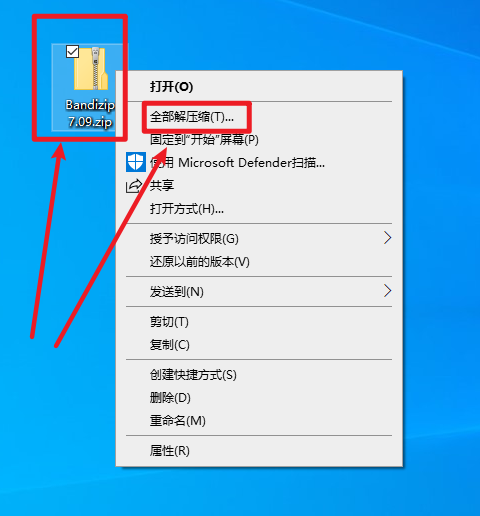 Bandizip
7.09.zip
打开(O)
全部解压缩(T)...
固定到“开始”屏幕(P)
使用 Microsoft Defender扫描...
共享
打开方式(H)...
授予访问权限(G)
还原以前的版本(V)
发送到(N)
剪切(T)
复制(C)
创建快捷方式(S)
删除(D)
重命名(M)
属性(R)